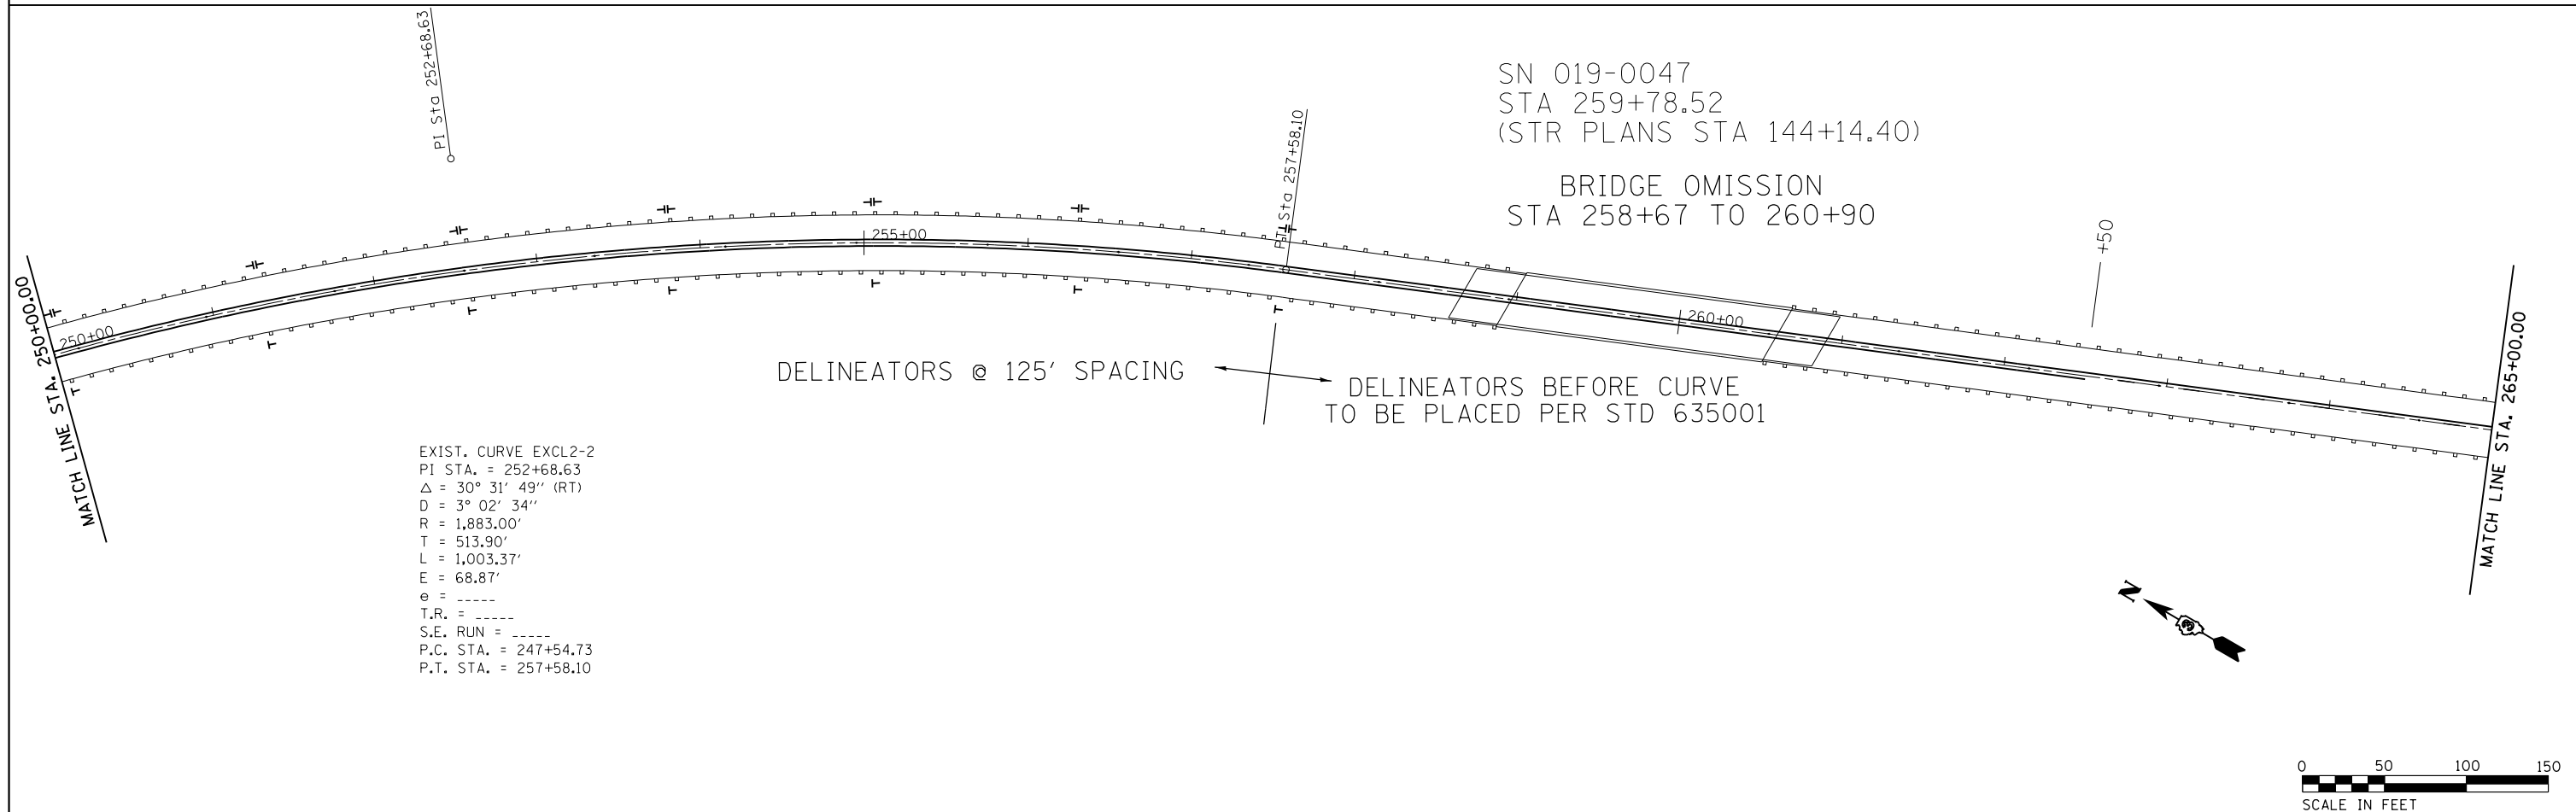 PI Sta 252+68.63
SN 019-0047
STA 259+78.52
(STR PLANS STA 144+14.40)
BRIDGE OMISSION
STA 258+67 TO 260+90
PT Sta 257+58.10
+50
MATCH LINE STA. 250+00.00
250+00
255+00
260+00
MATCH LINE STA. 265+00.00
DELINEATORS @ 125' SPACING
DELINEATORS BEFORE CURVE
TO BE PLACED PER STD 635001
EXIST. CURVE EXCL2-2
PI STA. = 252+68.63
△ = 30° 31' 49'' (RT)
D = 3° 02' 34''
R = 1,883.00'
T = 513.90'
L = 1,003.37'
E = 68.87'
e = _____
T.R. = _____
S.E. RUN = _____
P.C. STA. = 247+54.73
P.T. STA. = 257+58.10
N
3
0 50 100 150
SCALE IN FEET